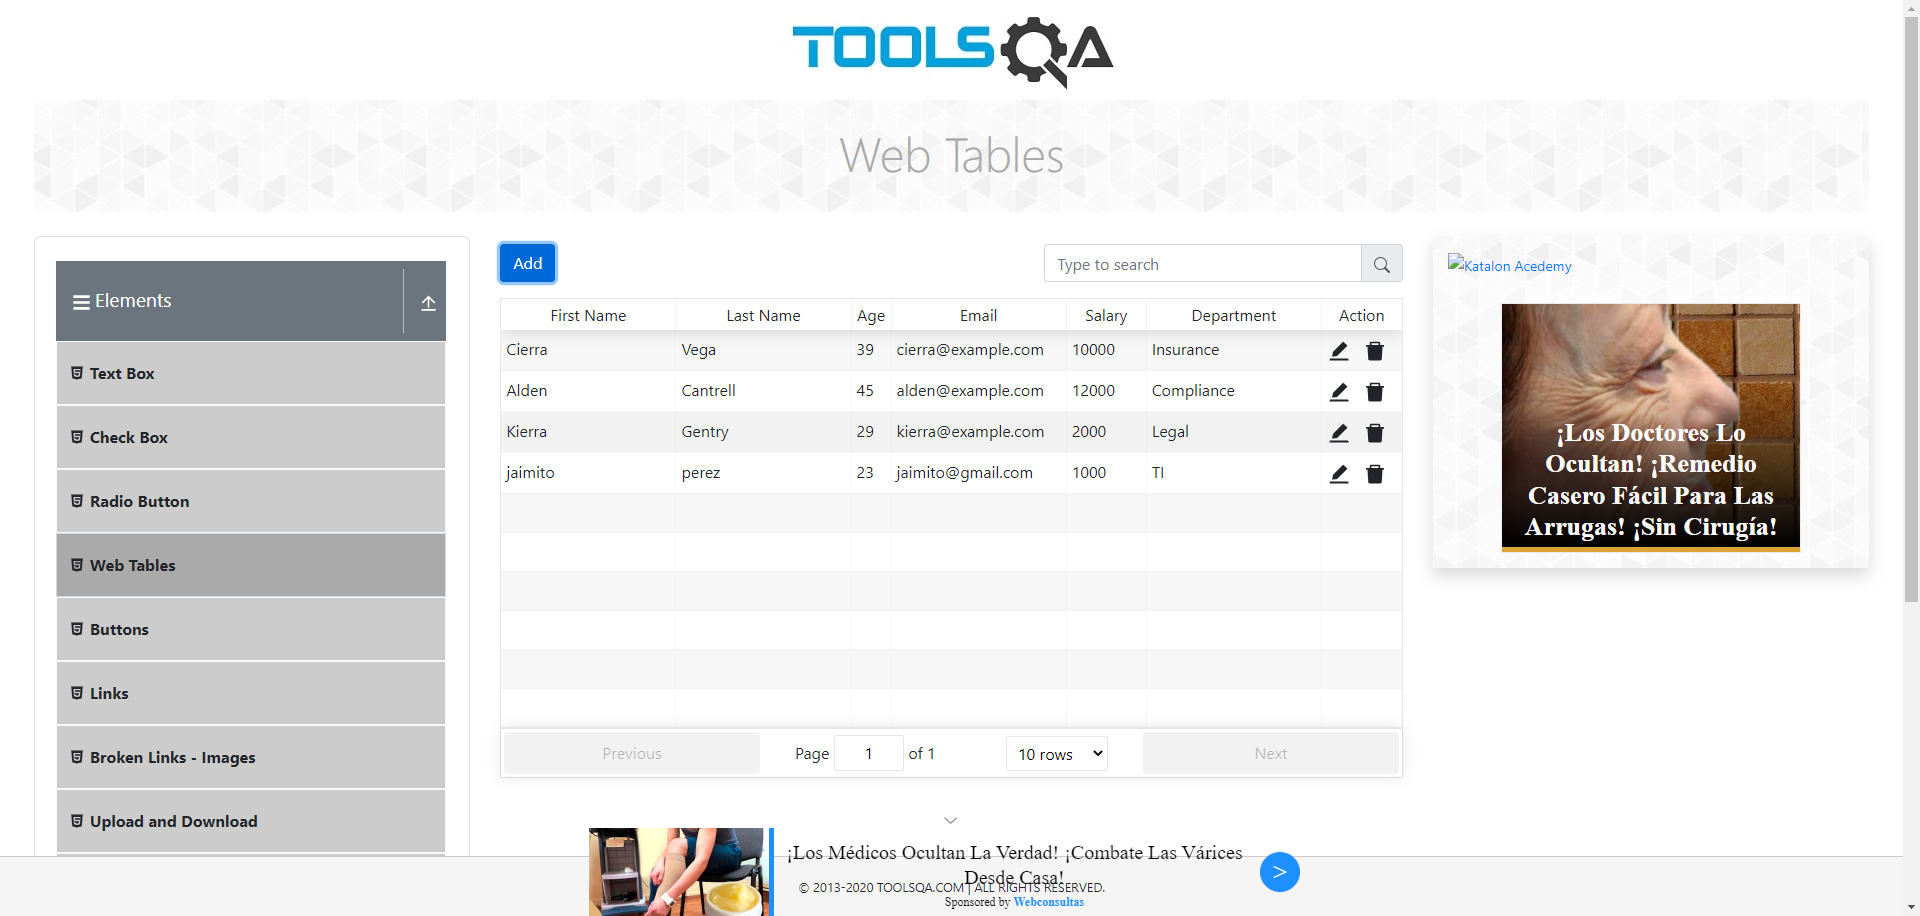 TOOLSQA
Web Tables
Elements
Text Box
Check Box
Radio Button
Web Tables
Buttons
Links
Broken Links - Images
Upload and Download
Add
Type to search
First Name Last Name Age Email Salary Department Action
Cierra Vega 39 cierra@example.com 10000 Insurance
Alden Cantrell 45 alden@example.com 12000 Compliance
Kierra Gentry 29 kierra@example.com 2000 Legal
jaimito perez 23 jaimito@gmail.com 1000 TI
Previous Page 1 of 1 10 rows Next
Katalon Acedemy
¡Los Doctores Lo
Ocultan! ¡Remedio
Casero Fácil Para Las
Arrugas! ¡Sin Cirugía!
¡Los Médicos Ocultan La Verdad! ¡Combate Las Várices
Desde Casa!
>
© 2013-2020 TOOLSQA.COM | ALL RIGHTS RESERVED.
Sponsored by Webconsultas